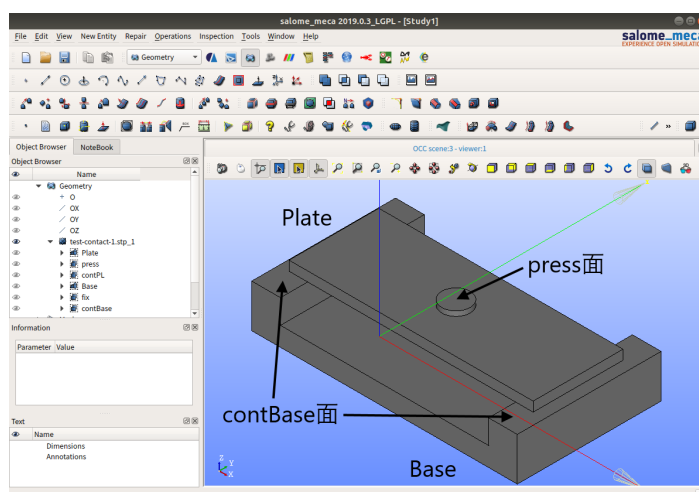 salome_meca 2019.0.3_LGPL - [Study1]
File Edit View New Entity Repair Operations Inspection Tools Window Help
salome_meca
EXPERIENCE OPEN SIMULATION
Geometry
Object Browser NoteBook
Object Browser
OCC scene:3 - viewer:1
Name
Geometry
O
OX
OY
OZ
test-contact-1.stp_1
Plate
press
contPL
Base
fix
contBase
Information
Parameter Value
Text
Name
Dimensions
Annotations
Plate
press面
contBase面
Base
Z
Y
X